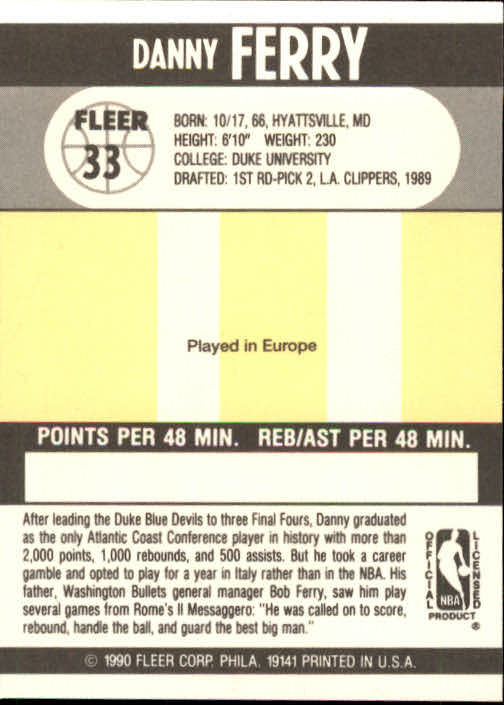 DANNY FERRY
FLEER
33
BORN: 10/17, 66, HYATTSVILLE, MD
HEIGHT: 6'10" WEIGHT: 230
COLLEGE: DUKE UNIVERSITY
DRAFTED: 1ST RD-PICK 2, L.A. CLIPPERS, 1989
Played in Europe
POINTS PER 48 MIN. REB/AST PER 48 MIN.
After leading the Duke Blue Devils to three Final Fours, Danny graduated
as the only Atlantic Coast Conference player in history with more than
2,000 points, 1,000 rebounds, and 500 assists. But he took a career
gamble and opted to play for a year in Italy rather than in the NBA. His
father, Washington Bullets general manager Bob Ferry, saw him play
several games from Rome's Il Messaggero: "He was called on to score,
rebound, handle the ball, and guard the best big man."
OFFICIAL
LICENSED
NBA
PRODUCT ®
© 1990 FLEER CORP. PHILA. 19141 PRINTED IN U.S.A.